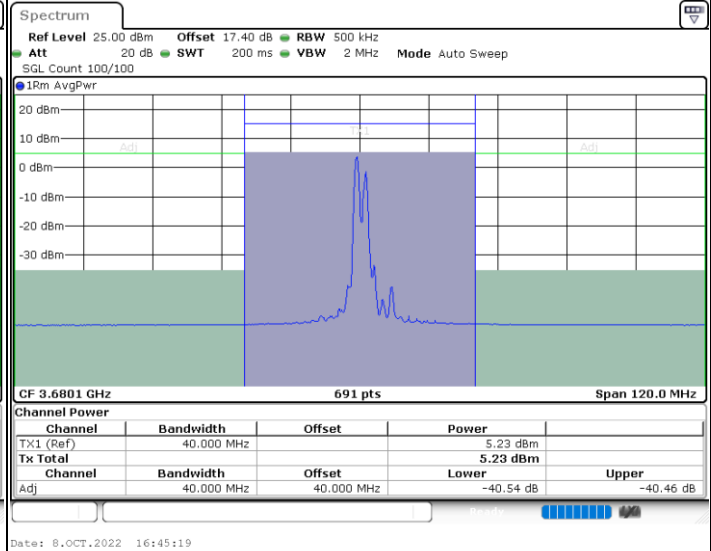 Spectrum
Ref Level 25.00 dBm Offset 17.40 dB RBW 500 kHz
Att 20 dB SWT 200 ms VBW 2 MHz Mode Auto Sweep
SGL Count 100/100
1Rm AvgPwr
20 dBm
TX1
10 dBm
Adj Adj
0 dBm
-10 dBm
-20 dBm
-30 dBm
CF 3.6801 GHz 691 pts Span 120.0 MHz
Channel Power
Channel Bandwidth Offset Power
TX1 (Ref) 40.000 MHz 5.23 dBm
Tx Total 5.23 dBm
Channel Bandwidth Offset Lower Upper
Adj 40.000 MHz 40.000 MHz -40.54 dB -40.46 dB
Ready
Date: 8.OCT.2022 16:45:19